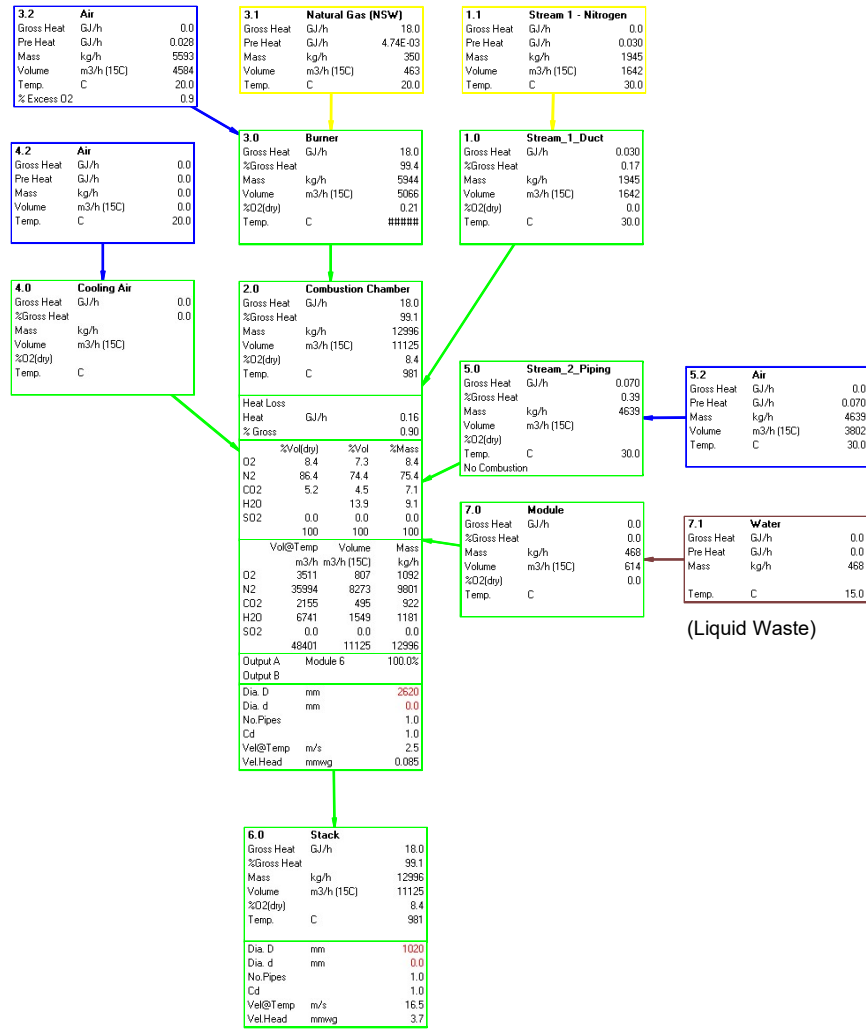 3.2 Air
Gross Heat GJ/h 0.0
Pre Heat GJ/h 0.028
Mass kg/h 5593
Volume m3/h (15C) 4584
Temp. C 20.0
% Excess O2 0.9
3.1 Natural Gas (NSW)
Gross Heat GJ/h 18.0
Pre Heat GJ/h 4.74E-03
Mass kg/h 350
Volume m3/h (15C) 463
Temp. C 20.0
1.1 Stream 1 - Nitrogen
Gross Heat GJ/h 0.0
Pre Heat GJ/h 0.030
Mass kg/h 1945
Volume m3/h (15C) 1642
Temp. C 30.0
4.2 Air
Gross Heat GJ/h 0.0
Pre Heat GJ/h 0.0
Mass kg/h 0.0
Volume m3/h (15C) 0.0
Temp. C 20.0
3.0 Burner
Gross Heat GJ/h 18.0
%Gross Heat 99.4
Mass kg/h 5944
Volume m3/h (15C) 5066
%O2(dry) 0.21
Temp. C #####
1.0 Stream_1_Duct
Gross Heat GJ/h 0.030
%Gross Heat 0.17
Mass kg/h 1945
Volume m3/h (15C) 1642
%O2(dry) 0.0
Temp. C 30.0
4.0 Cooling Air
Gross Heat GJ/h 0.0
%Gross Heat 0.0
Mass kg/h
Volume m3/h (15C)
%O2(dry)
Temp. C
2.0 Combustion Chamber
Gross Heat GJ/h 18.0
%Gross Heat 99.1
Mass kg/h 12996
Volume m3/h (15C) 11125
%O2(dry) 8.4
Temp. C 981
Heat Loss
Heat GJ/h 0.16
% Gross 0.90
%Vol(dry) %Vol %Mass
O2 8.4 7.3 8.4
N2 86.4 74.4 75.4
CO2 5.2 4.5 7.1
H2O 13.9 9.1
SO2 0.0 0.0 0.0
100 100 100
Vol@Temp Volume Mass
m3/h m3/h (15C) kg/h
O2 3511 807 1092
N2 35994 8273 9801
CO2 2155 495 922
H2O 6741 1549 1181
SO2 0.0 0.0 0.0
48401 11125 12996
Output A Module 6 100.0%
Output B
Dia. D mm 2620
Dia. d mm 0.0
No.Pipes 1.0
Cd 1.0
Vel@Temp m/s 2.5
Vel.Head mmwg 0.085
5.0 Stream_2_Piping
Gross Heat GJ/h 0.070
%Gross Heat 0.39
Mass kg/h 4639
Volume m3/h (15C)
%O2(dry)
Temp. C 30.0
No Combustion
5.2 Air
Gross Heat GJ/h 0.0
Pre Heat GJ/h 0.070
Mass kg/h 4639
Volume m3/h (15C) 3802
Temp. C 30.0
7.0 Module
Gross Heat GJ/h 0.0
%Gross Heat 0.0
Mass kg/h 468
Volume m3/h (15C) 614
%O2(dry) 0.0
Temp. C
7.1 Water
Gross Heat GJ/h 0.0
Pre Heat GJ/h 0.0
Mass kg/h 468
Temp. C 15.0
(Liquid Waste)
6.0 Stack
Gross Heat GJ/h 18.0
%Gross Heat 99.1
Mass kg/h 12996
Volume m3/h (15C) 11125
%O2(dry) 8.4
Temp. C 981
Dia. D mm 1020
Dia. d mm 0.0
No.Pipes 1.0
Cd 1.0
Vel@Temp m/s 16.5
Vel.Head mmwg 3.7